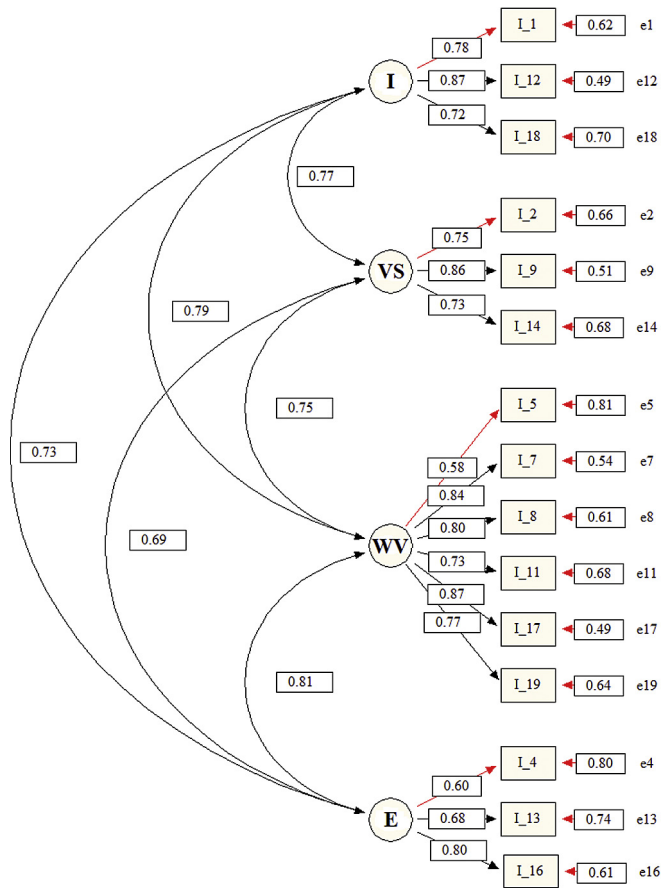 I_1 0.62 e1
0.78
I 0.87 I_12 0.49 e12
0.72
I_18 0.70 e18
0.77
I_2 0.66 e2
0.75
VS 0.86 I_9 0.51 e9
0.73
0.79
I_14 0.68 e14
0.75
I_5 0.81 e5
0.73
0.58 I_7 0.54 e7
0.84
0.80 I_8 0.61 e8
0.69
WV
0.73 I_11 0.68 e11
0.87
0.77 I_17 0.49 e17
0.81
I_19 0.64 e19
I_4 0.80 e4
0.60
E 0.68 I_13 0.74 e13
0.80
I_16 0.61 e16